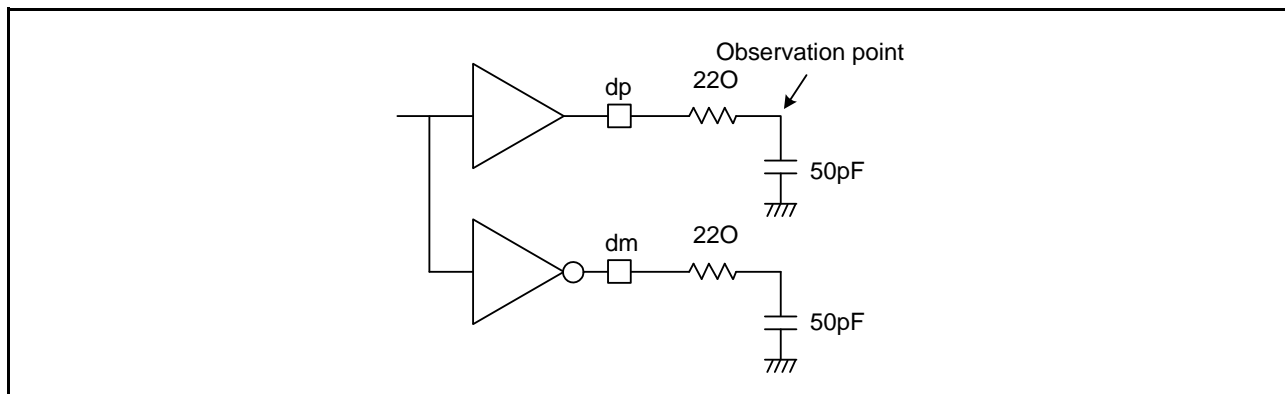 Observation point
dp
22O
50pF
dm
22O
50pF